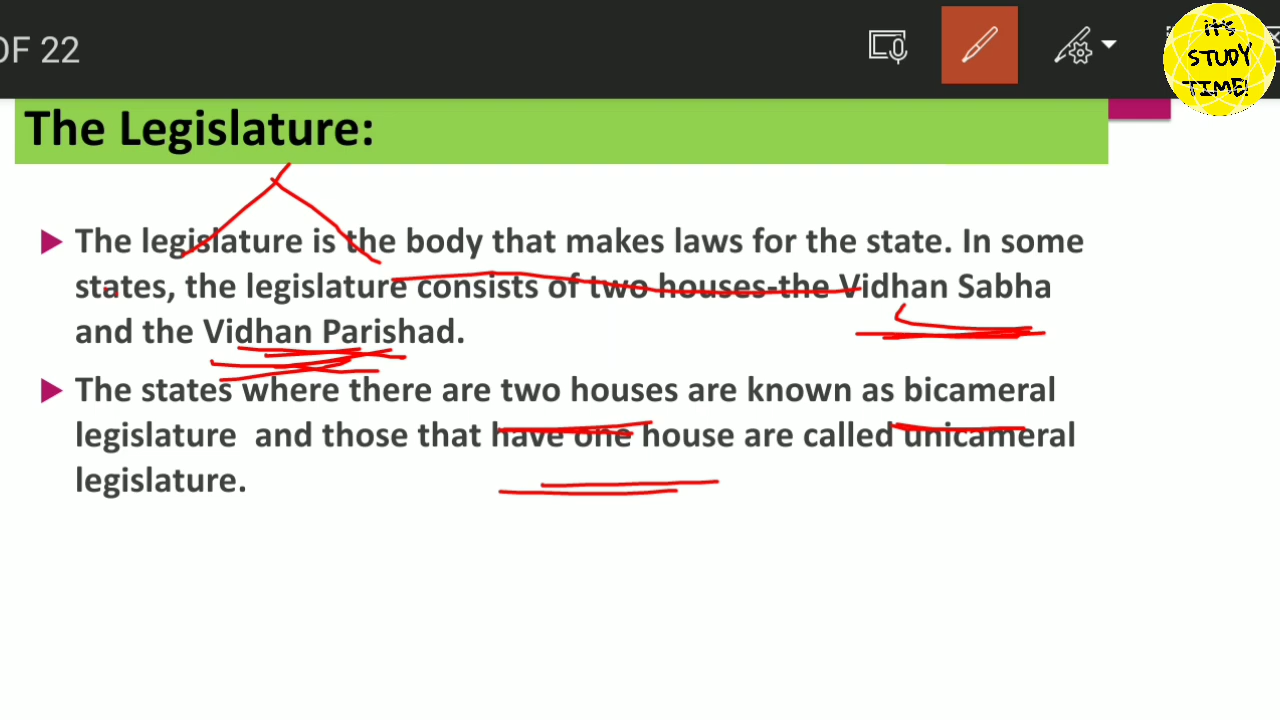 OF 22
IT'S
STUDY
TIME!
The Legislature:
The legislature is the body that makes laws for the state. In some
states, the legislature consists of two houses-the Vidhan Sabha
and the Vidhan Parishad.
The states where there are two houses are known as bicameral
legislature and those that have one house are called unicameral
legislature.